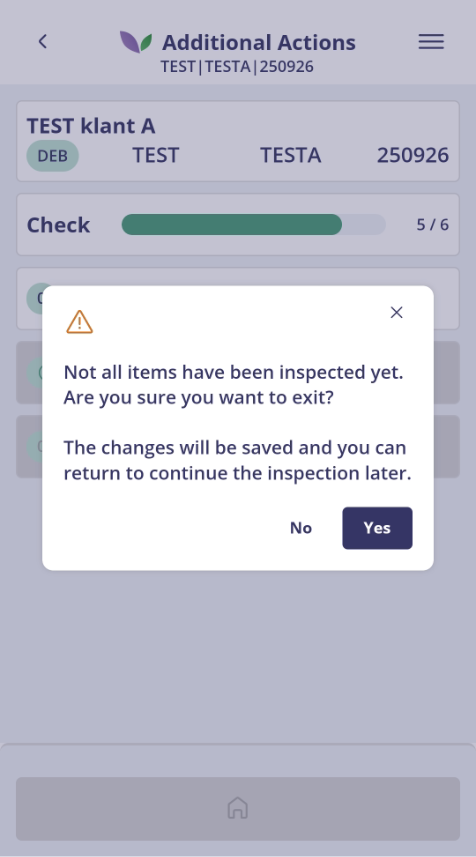 Additional Actions
TEST|TESTA|250926
TEST klant A
DEB TEST TESTA 250926
Check 5 / 6
Not all items have been inspected yet.
Are you sure you want to exit?
The changes will be saved and you can
return to continue the inspection later.
No Yes